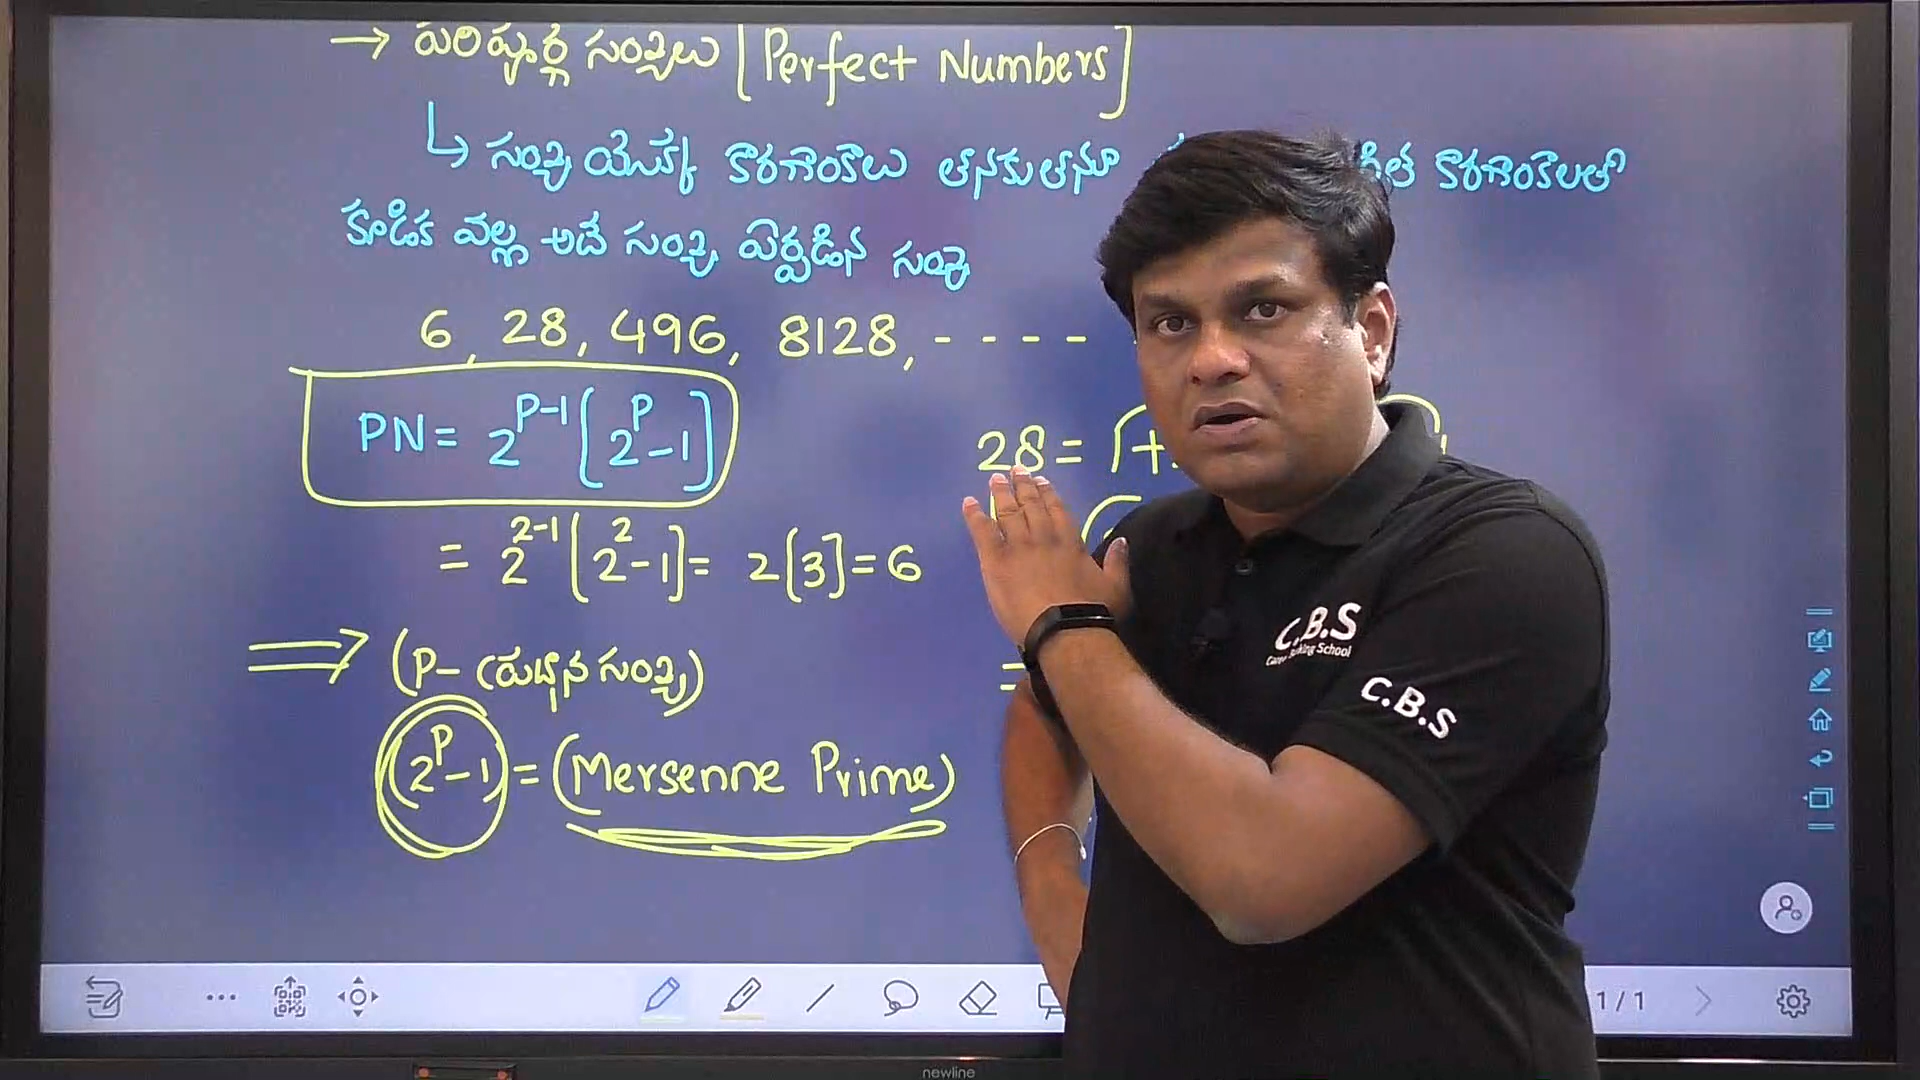 → పరిపూర్ణ సంఖ్యలు [Perfect Numbers]
↳ సంఖ్య యొక్క కారణాంకాలు తనకుతానూ కారణాంకాలతో
కూడిక వల్ల అదే సంఖ్య ఏర్పడిన సంఖ్య
6, 28, 496, 8128, - - - -
PN = 2^(P-1) [2^P - 1]
28 = 1+
= 2^(2-1) [2^2 - 1] = 2[3] = 6
⟹ (P - ప్రధాన సంఖ్య)
(2^P - 1) = (Mersenne Prime)
C.B.S
C.B.S
1/1
newline